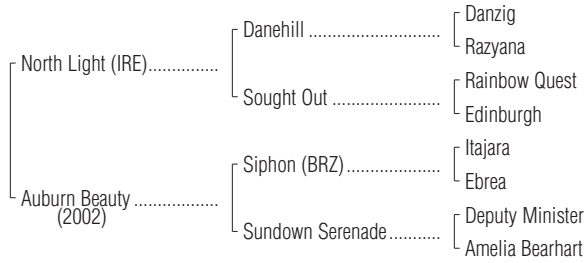 Danzig
Danehill
Razyana
North Light (IRE)
Rainbow Quest
Sought Out
Edinburgh
Itajara
Siphon (BRZ)
Ebrea
Auburn Beauty
(2002)
Deputy Minister
Sundown Serenade
Amelia Bearhart